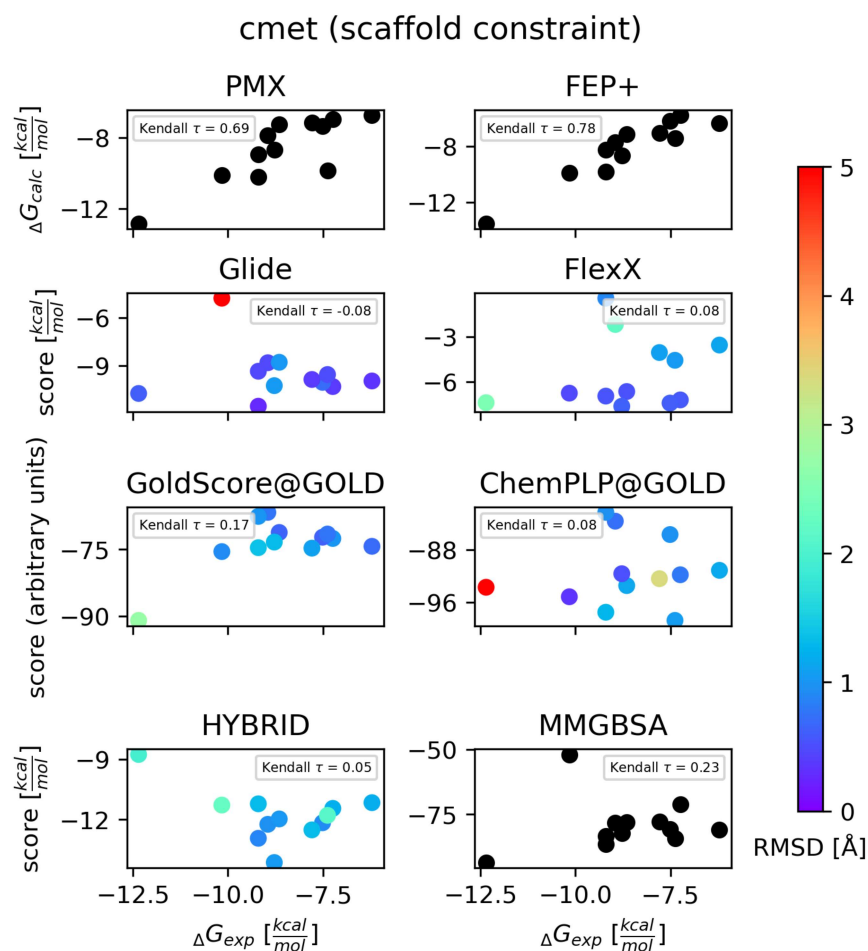 cmet (scaffold constraint)
PMX
FEP+
ΔG_calc [kcal/mol]
−8
−12
Kendall τ = 0.69
−8
−12
Kendall τ = 0.78
Glide
FlexX
score [kcal/mol]
−6
−9
Kendall τ = -0.08
−3
−6
Kendall τ = 0.08
score (arbitrary units)
GoldScore@GOLD
ChemPLP@GOLD
−75
−90
Kendall τ = 0.17
−88
−96
Kendall τ = 0.08
HYBRID
MMGBSA
score [kcal/mol]
−9
−12
Kendall τ = 0.05
−50
−75
Kendall τ = 0.23
−12.5 −10.0 −7.5
−12.5 −10.0 −7.5
ΔG_exp [kcal/mol]
ΔG_exp [kcal/mol]
5
4
3
2
1
0
RMSD [Å]